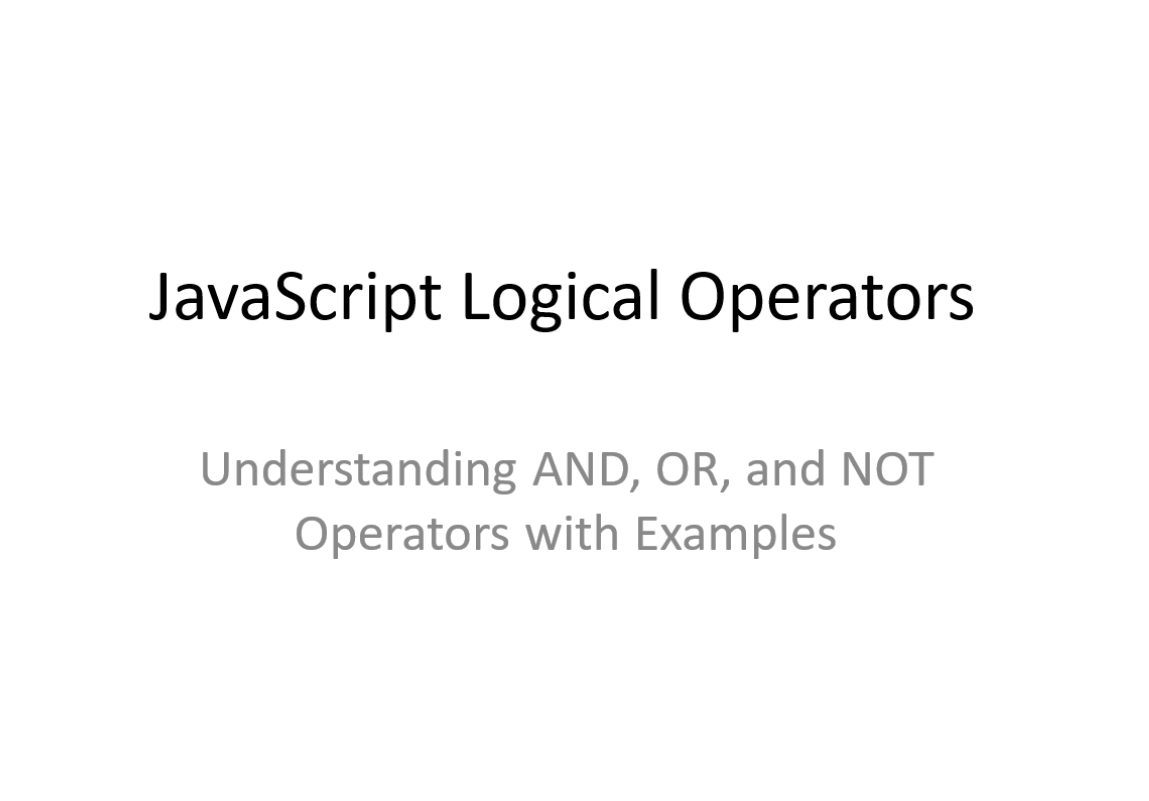 JavaScript Logical Operators
Understanding AND, OR, and NOT
Operators with Examples